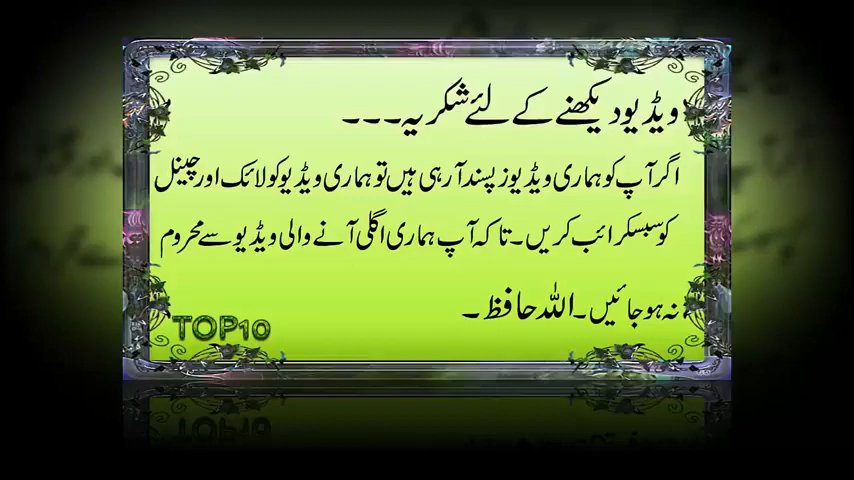 ویڈیو دیکھنے کے لئے شکریہ۔۔۔
اگر آپ کو ہماری ویڈیوز پسند آ رہی ہیں تو ہماری ویڈیو کو لائک اور چینل
کو سبسکرائب کریں۔ تاکہ آپ ہماری اگلی آنے والی ویڈیو سے محروم
نہ ہو جائیں۔ اللہ حافظ۔
TOP10